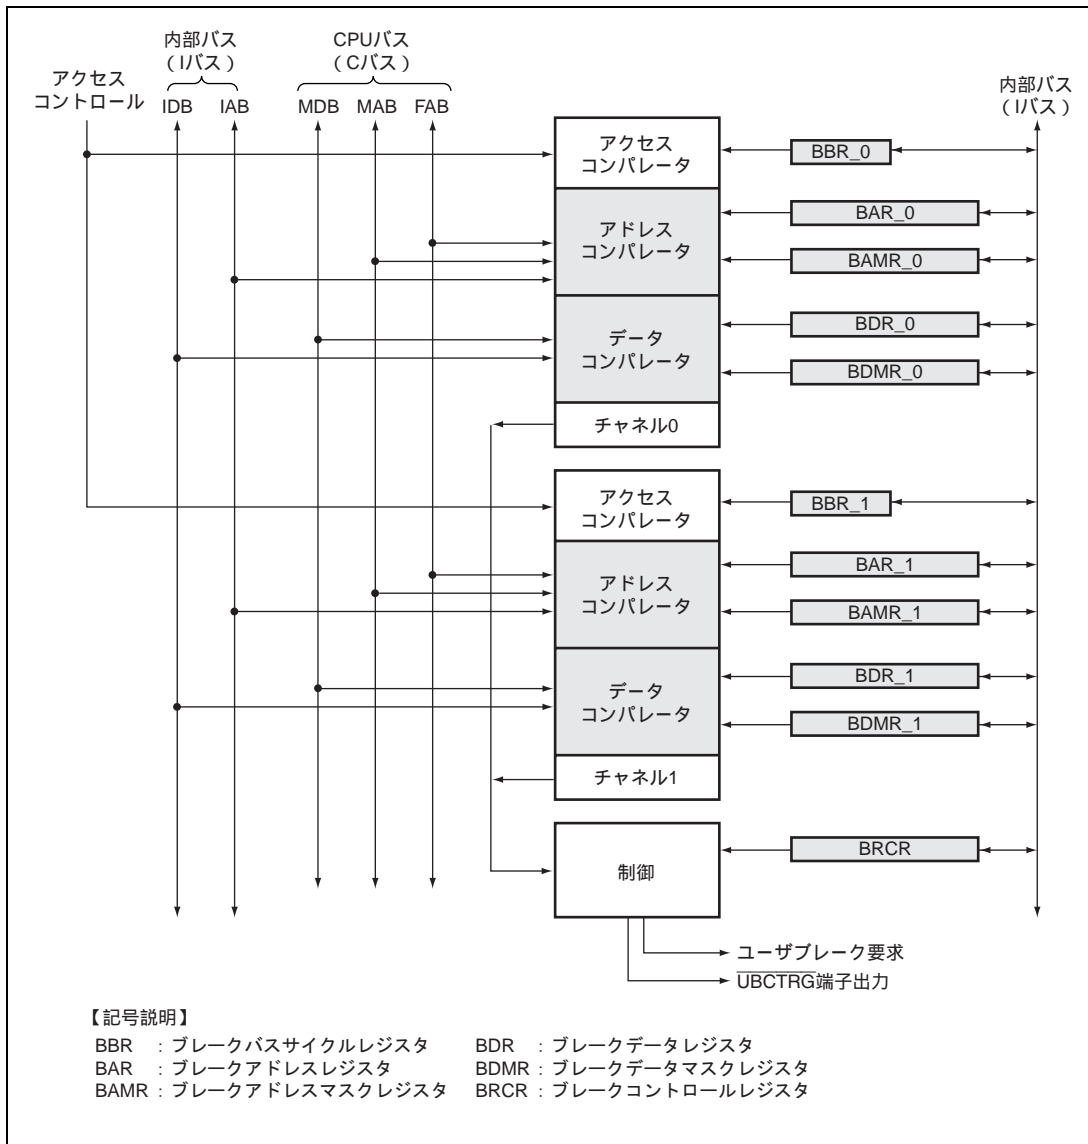 内部バス
（Iバス）
CPUバス
（Cバス）
アクセス
コントロール
IDB IAB MDB MAB FAB
内部バス
（Iバス）
アクセス
コンパレータ
BBR_0
アドレス
コンパレータ
BAR_0
BAMR_0
データ
コンパレータ
BDR_0
BDMR_0
チャネル0
アクセス
コンパレータ
BBR_1
アドレス
コンパレータ
BAR_1
BAMR_1
データ
コンパレータ
BDR_1
BDMR_1
チャネル1
制御
BRCR
ユーザブレーク要求
UBCTRG端子出力
【記号説明】
BBR ：ブレークバスサイクルレジスタ BDR ：ブレークデータレジスタ
BAR ：ブレークアドレスレジスタ BDMR：ブレークデータマスクレジスタ
BAMR：ブレークアドレスマスクレジスタ BRCR：ブレークコントロールレジスタ